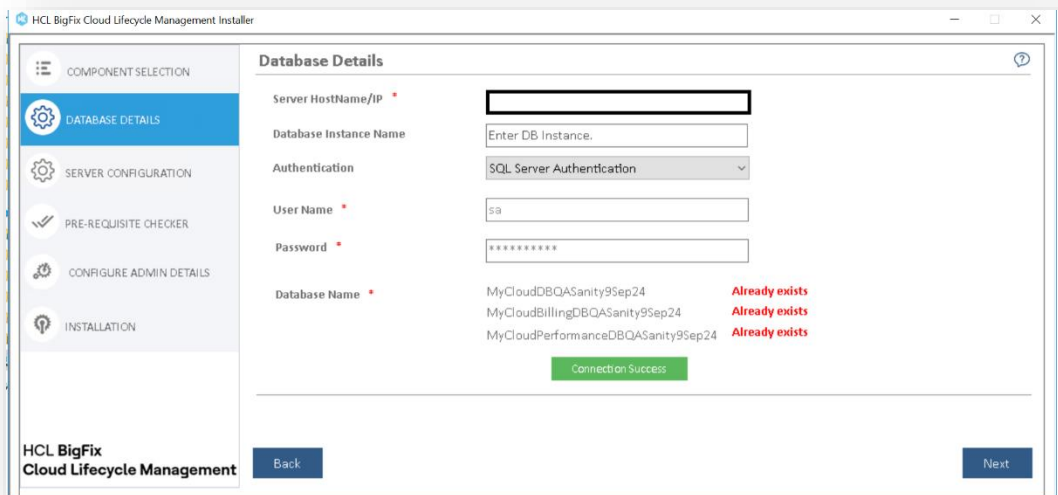 HCL BigFix Cloud Lifecycle Management Installer
COMPONENT SELECTION
DATABASE DETAILS
SERVER CONFIGURATION
PRE-REQUISITE CHECKER
CONFIGURE ADMIN DETAILS
INSTALLATION
HCL BigFix
Cloud Lifecycle Management
Database Details
Server HostName/IP *
Database Instance Name Enter DB Instance.
Authentication SQL Server Authentication
User Name * sa
Password * **********
Database Name * MyCloudDBQASanity9Sep24 Already exists
MyCloudBillingDBQASanity9Sep24 Already exists
MyCloudPerformanceDBQASanity9Sep24 Already exists
Connection Success
Back Next